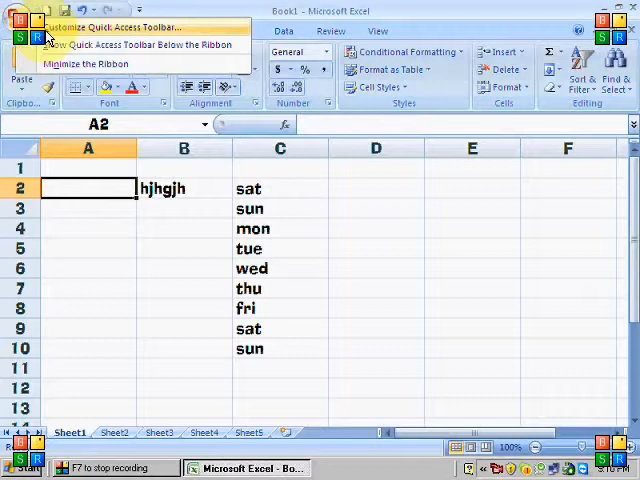 Book1 - Microsoft Excel
Customize Quick Access Toolbar...
Show Quick Access Toolbar Below the Ribbon
Minimize the Ribbon
Data Review View
Paste
General
$ % ,
Conditional Formatting
Format as Table
Cell Styles
Insert
Delete
Format
Σ
Sort & Filter
Find & Select
Clipbo... Font Alignment Number Styles Cells Editing
A2 fx
A B C D E F
1
2 hjhgjh sat
3 sun
4 mon
5 tue
6 wed
7 thu
8 fri
9 sat
10 sun
11
12
13
14
Sheet1 Sheet2 Sheet3 Sheet4 Sheet5
100%
Start F7 to stop recording Microsoft Excel - Bo...
B
S R
B
S R
B
S R
B
S R